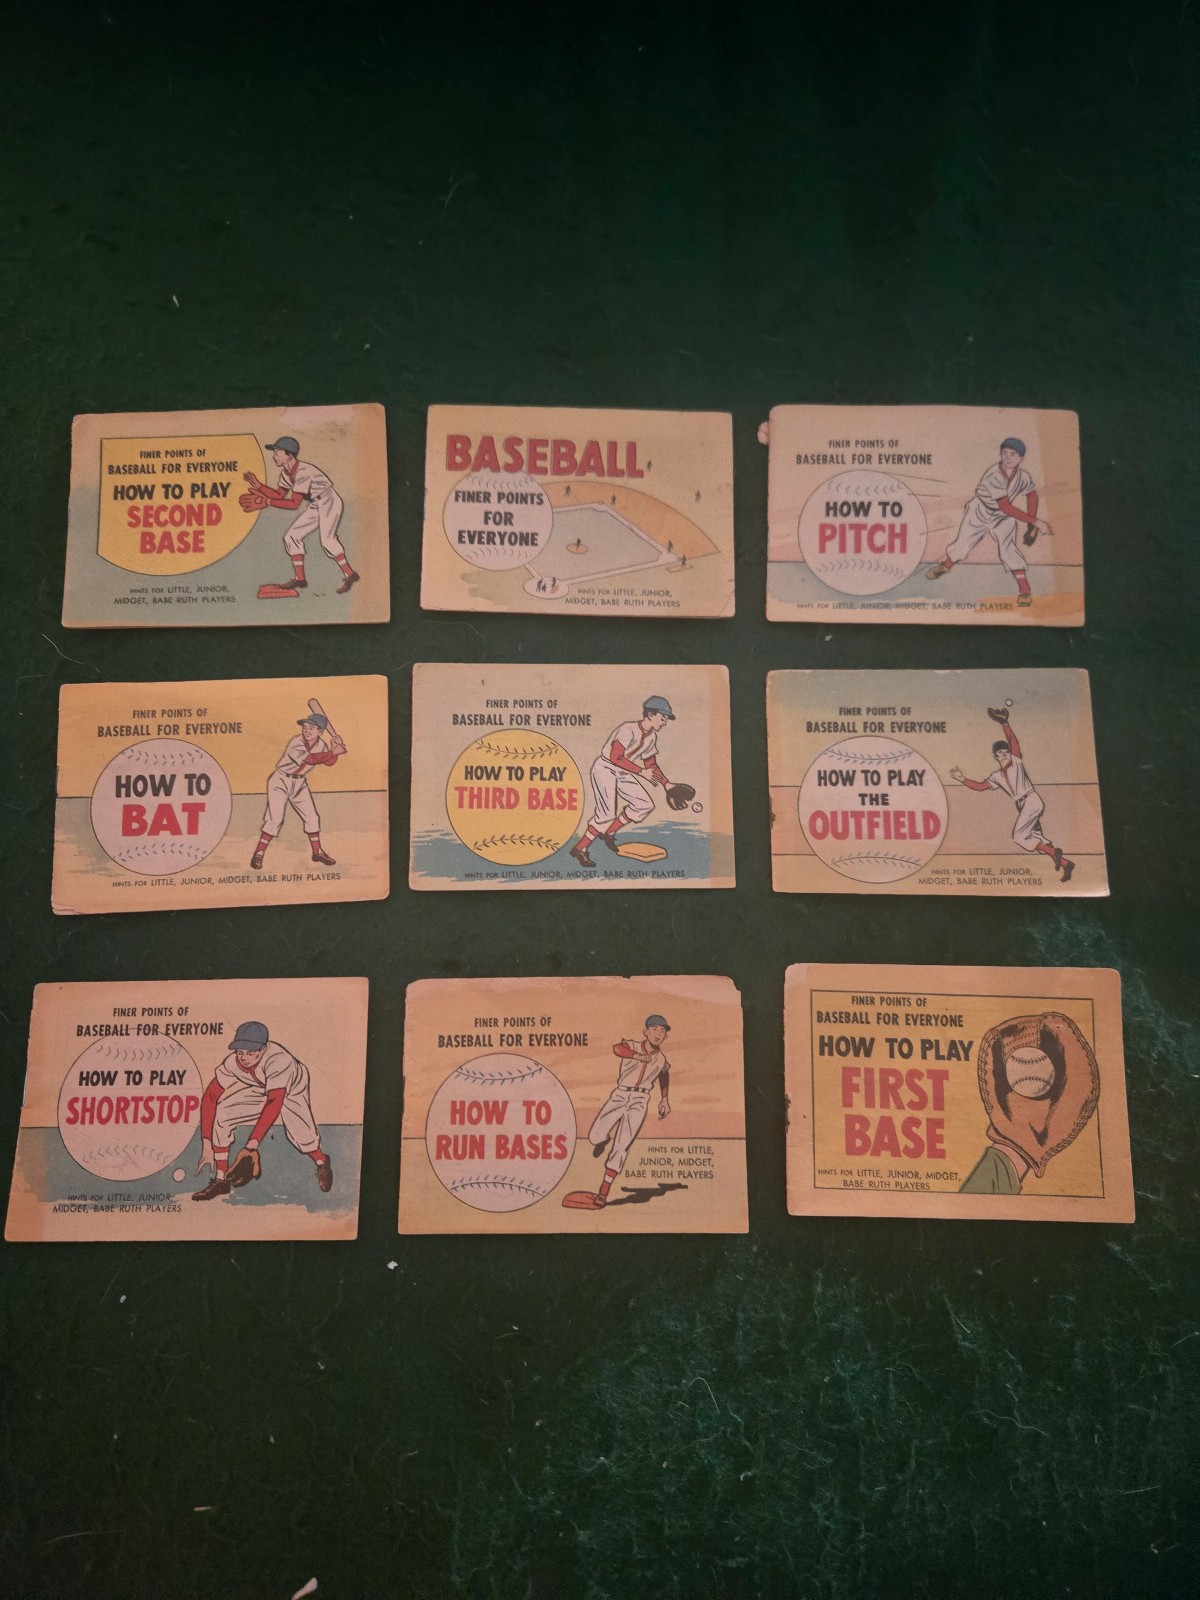 FINER POINTS OF
BASEBALL FOR EVERYONE
HOW TO PLAY
SECOND
BASE
HINTS FOR LITTLE, JUNIOR,
MIDGET, BABE RUTH PLAYERS
BASEBALL
FINER POINTS
FOR
EVERYONE
HINTS FOR LITTLE, JUNIOR,
MIDGET, BABE RUTH PLAYERS
FINER POINTS OF
BASEBALL FOR EVERYONE
HOW TO
PITCH
HINTS FOR LITTLE, JUNIOR, MIDGET, BABE RUTH PLAYERS
FINER POINTS OF
BASEBALL FOR EVERYONE
HOW TO
BAT
HINTS FOR LITTLE, JUNIOR, MIDGET, BABE RUTH PLAYERS
FINER POINTS OF
BASEBALL FOR EVERYONE
HOW TO PLAY
THIRD BASE
HINTS FOR LITTLE, JUNIOR, MIDGET, BABE RUTH PLAYERS
FINER POINTS OF
BASEBALL FOR EVERYONE
HOW TO PLAY
THE
OUTFIELD
HINTS FOR LITTLE, JUNIOR,
MIDGET, BABE RUTH PLAYERS
FINER POINTS OF
BASEBALL FOR EVERYONE
HOW TO PLAY
SHORTSTOP
HINTS FOR LITTLE, JUNIOR,
MIDGET, BABE RUTH PLAYERS
FINER POINTS OF
BASEBALL FOR EVERYONE
HOW TO
RUN BASES
HINTS FOR LITTLE,
JUNIOR, MIDGET,
BABE RUTH PLAYERS
FINER POINTS OF
BASEBALL FOR EVERYONE
HOW TO PLAY
FIRST
BASE
HINTS FOR LITTLE, JUNIOR, MIDGET,
BABE RUTH PLAYERS